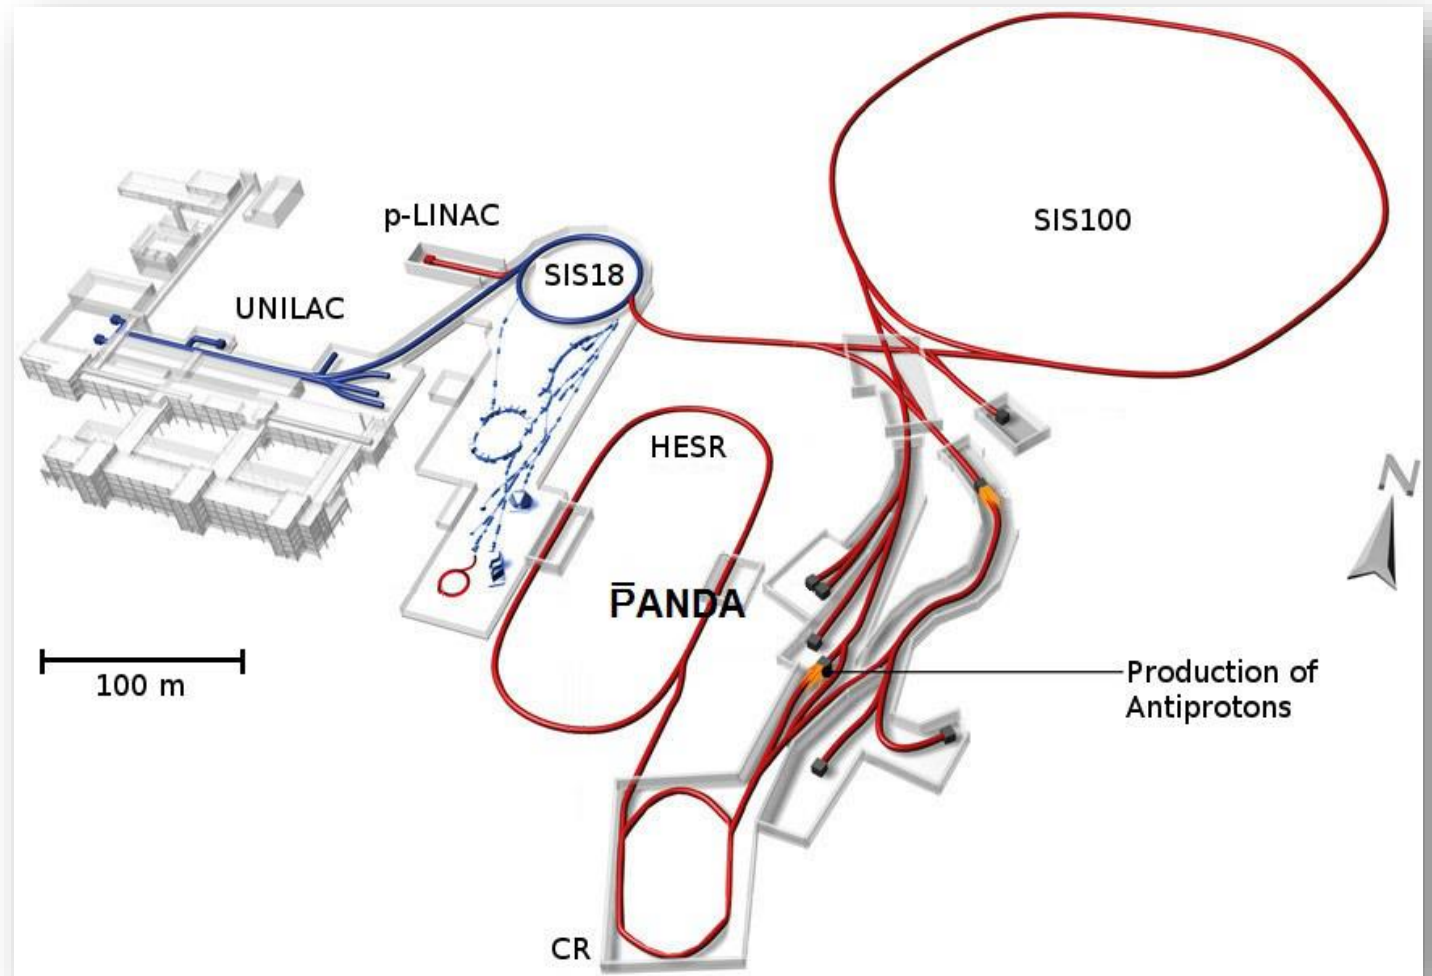 p-LINAC
SIS18
SIS100
UNILAC
HESR
N
P̅ANDA
100 m
Production of
Antiprotons
CR